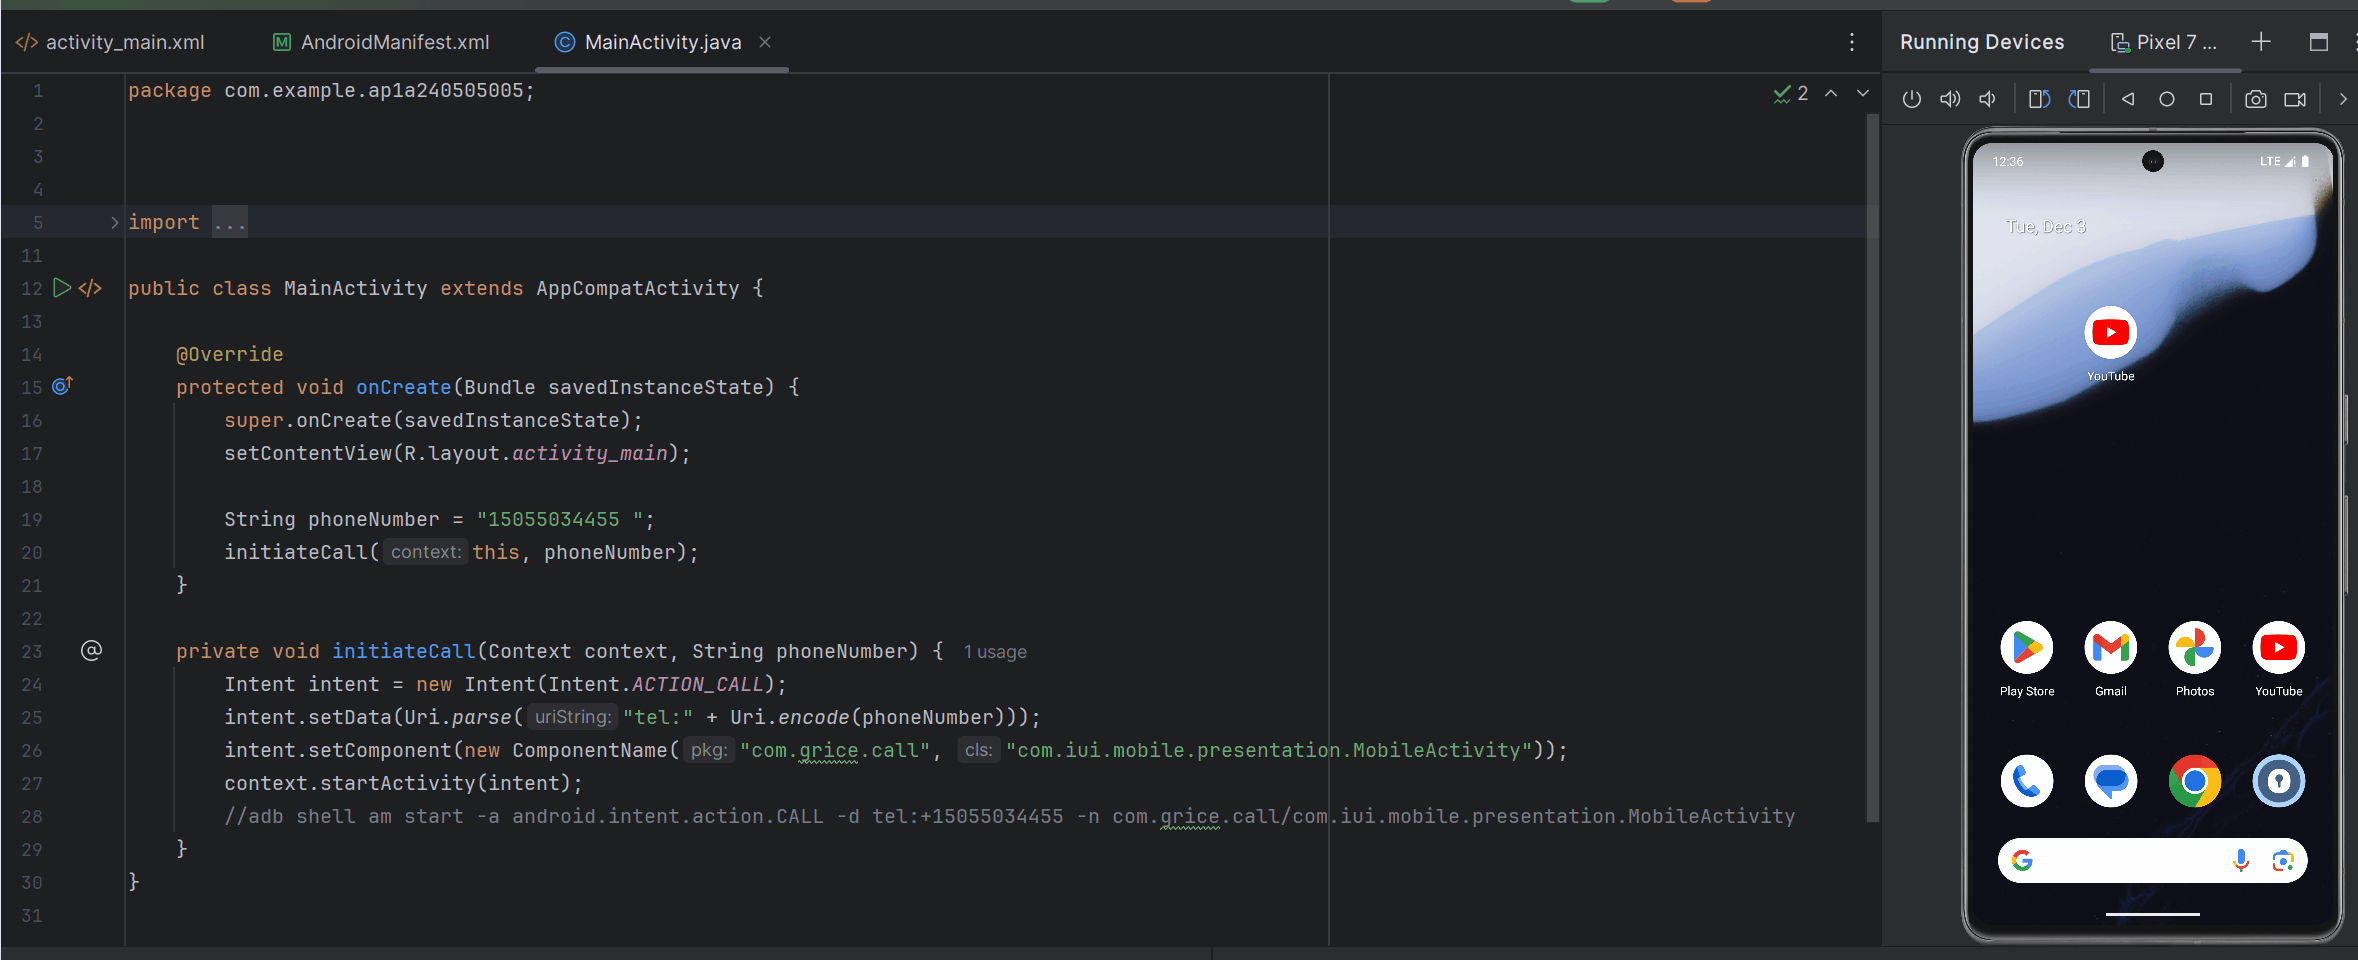 activity_main.xml AndroidManifest.xml MainActivity.java Running Devices Pixel 7 ...
1 package com.example.ap1a240505005; 2
2
3
4
5 import ...
11
12 public class MainActivity extends AppCompatActivity {
13
14 @Override
15 protected void onCreate(Bundle savedInstanceState) {
16 super.onCreate(savedInstanceState);
17 setContentView(R.layout.activity_main);
18
19 String phoneNumber = "15055034455 ";
20 initiateCall( context: this, phoneNumber);
21 }
22
23 private void initiateCall(Context context, String phoneNumber) { 1 usage
24 Intent intent = new Intent(Intent.ACTION_CALL);
25 intent.setData(Uri.parse( uriString: "tel:" + Uri.encode(phoneNumber)));
26 intent.setComponent(new ComponentName( pkg: "com.grice.call", cls: "com.iui.mobile.presentation.MobileActivity"));
27 context.startActivity(intent);
28 //adb shell am start -a android.intent.action.CALL -d tel:+15055034455 -n com.grice.call/com.iui.mobile.presentation.MobileActivity
29 }
30 }
31
12:36 LTE
Tue, Dec 3
YouTube
Play Store Gmail Photos YouTube